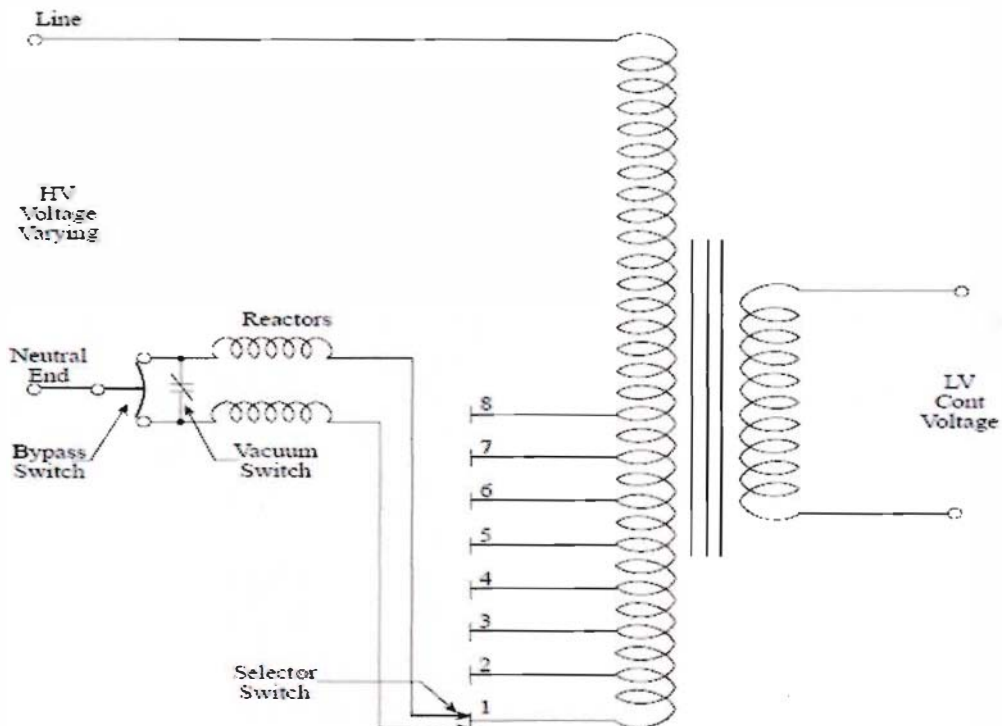 Line
HV
Voltage
Varying
Reactors
Neutral
End
Bypass
Switch
Vacuum
Switch
8
7
6
5
4
3
2
1
Selector
Switch
LV
Cont
Voltage